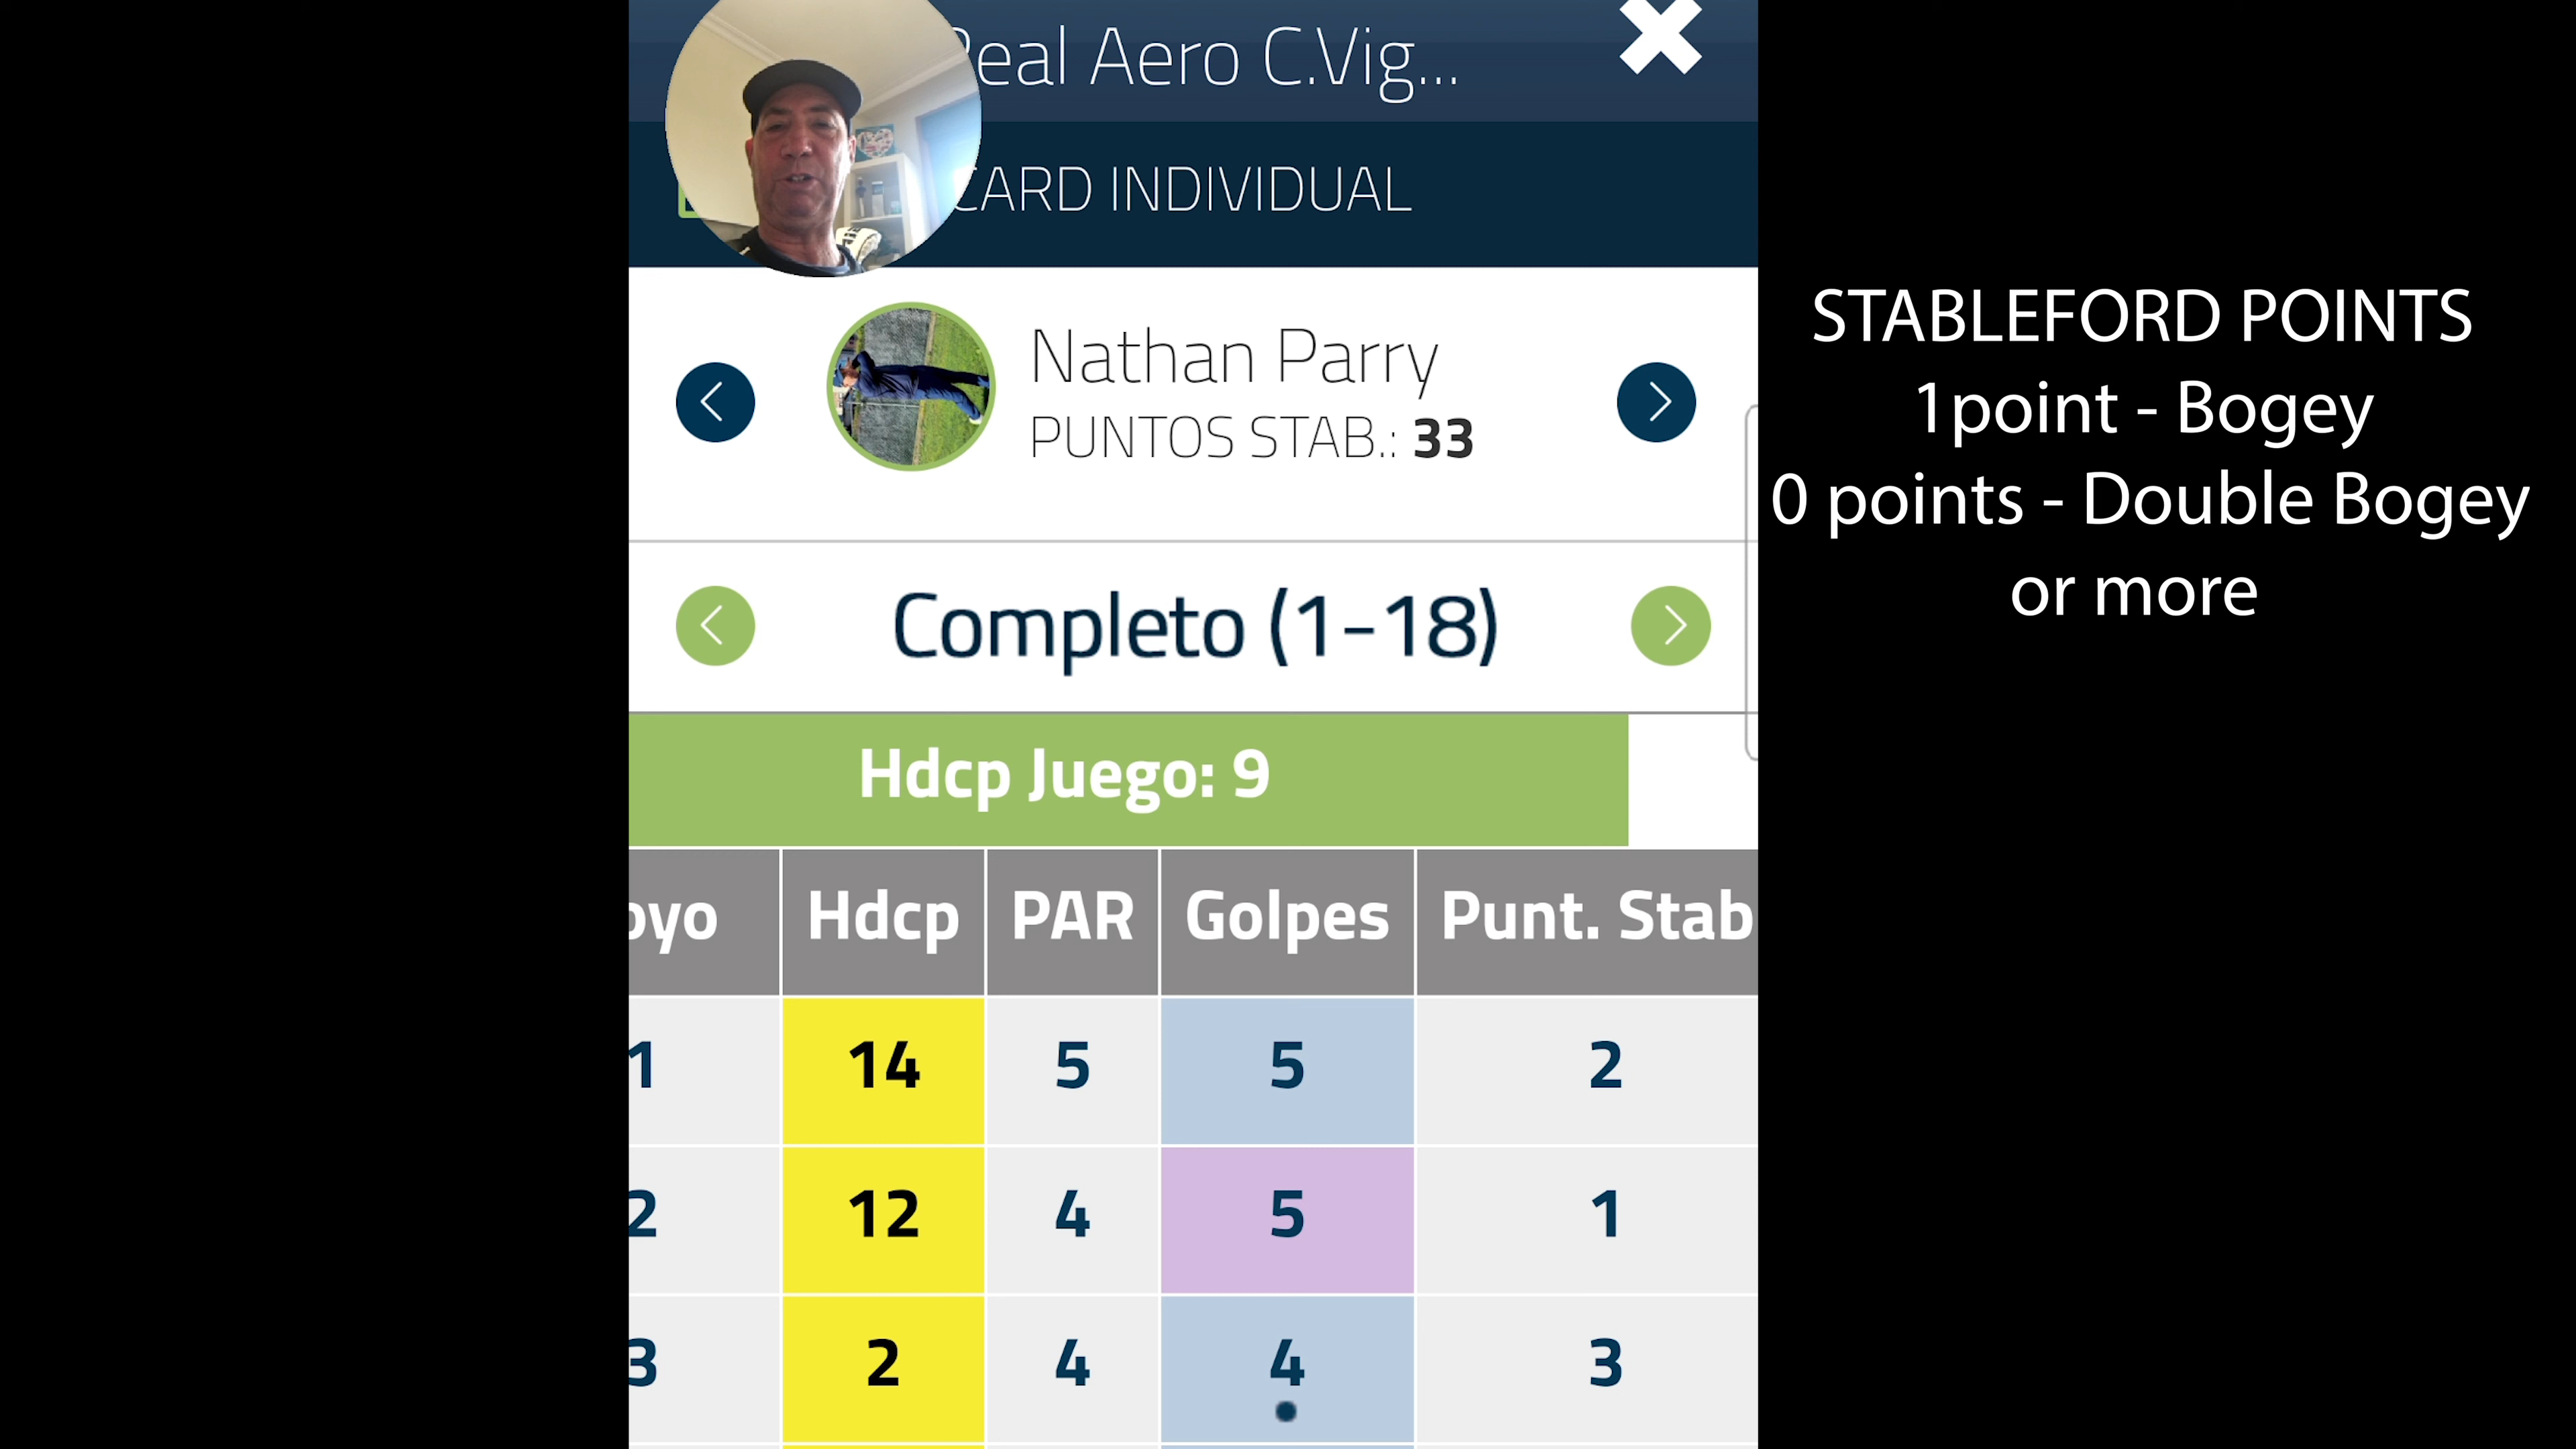 eal Aero C.Vig...
CARD INDIVIDUAL
Nathan Parry
PUNTOS STAB.: 33
Completo (1-18)
Hdcp Juego: 9
oyo Hdcp PAR Golpes Punt. Stab
1 14 5 5 2
2 12 4 5 1
3 2 4 4 3
STABLEFORD POINTS
1point - Bogey
0 points - Double Bogey
or more